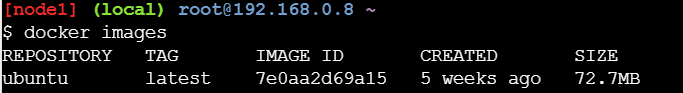 [node1] (local) root@192.168.0.8 ~
$ docker images
REPOSITORY   TAG       IMAGE ID       CREATED       SIZE
ubuntu       latest    7e0aa2d69a15   5 weeks ago   72.7MB